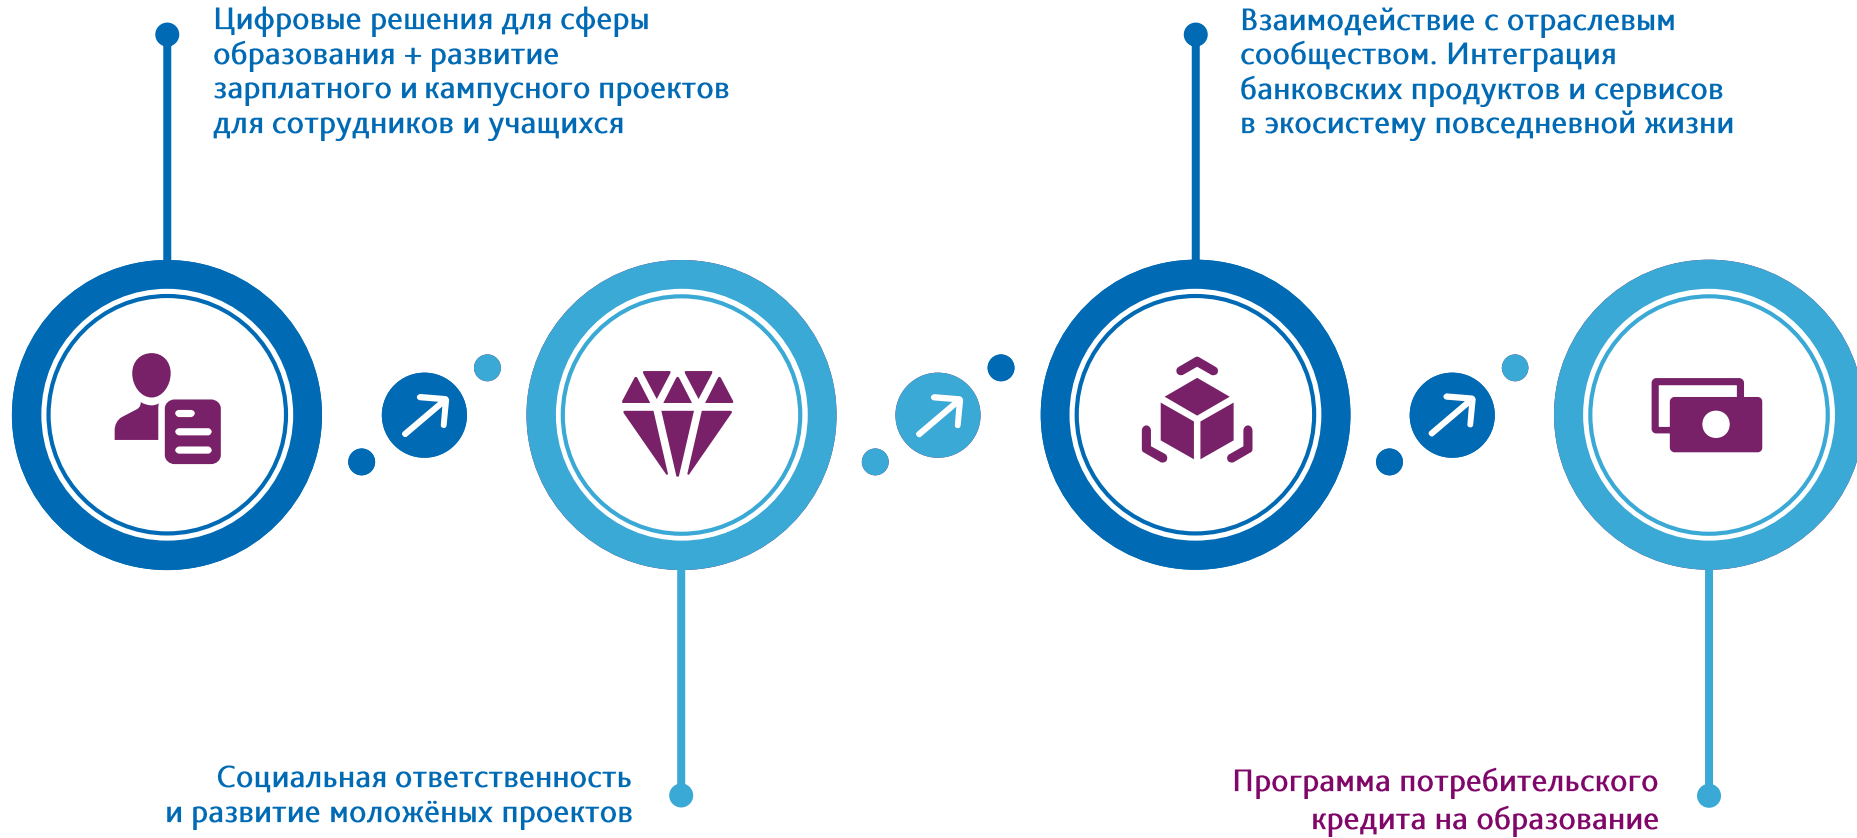 Цифровые решения для сферы
образования + развитие
зарплатного и кампусного проектов
для сотрудников и учащихся
Социальная ответственность
и развитие моложёных проектов
Взаимодействие с отраслевым
сообществом. Интеграция
банковских продуктов и сервисов
в экосистему повседневной жизни
Программа потребительского
кредита на образование